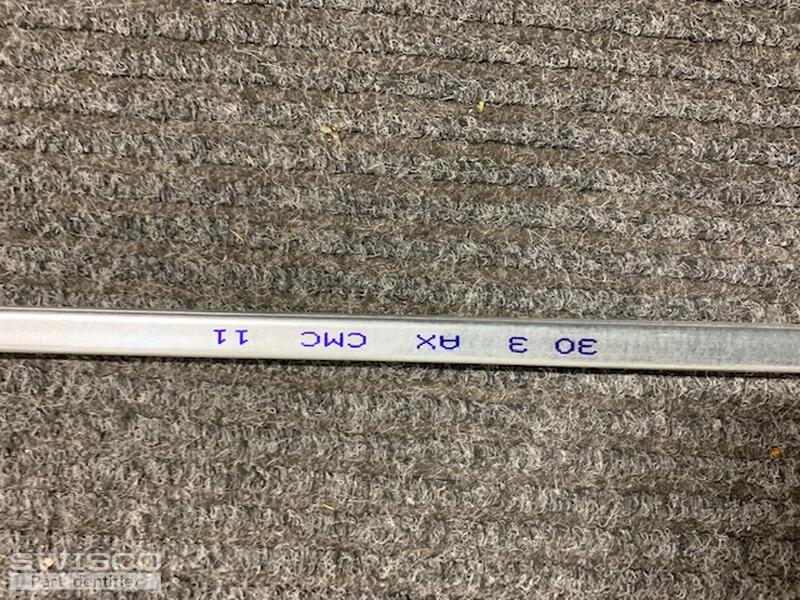 30 3 AX CMC 11
SWISCO
Part Identifier